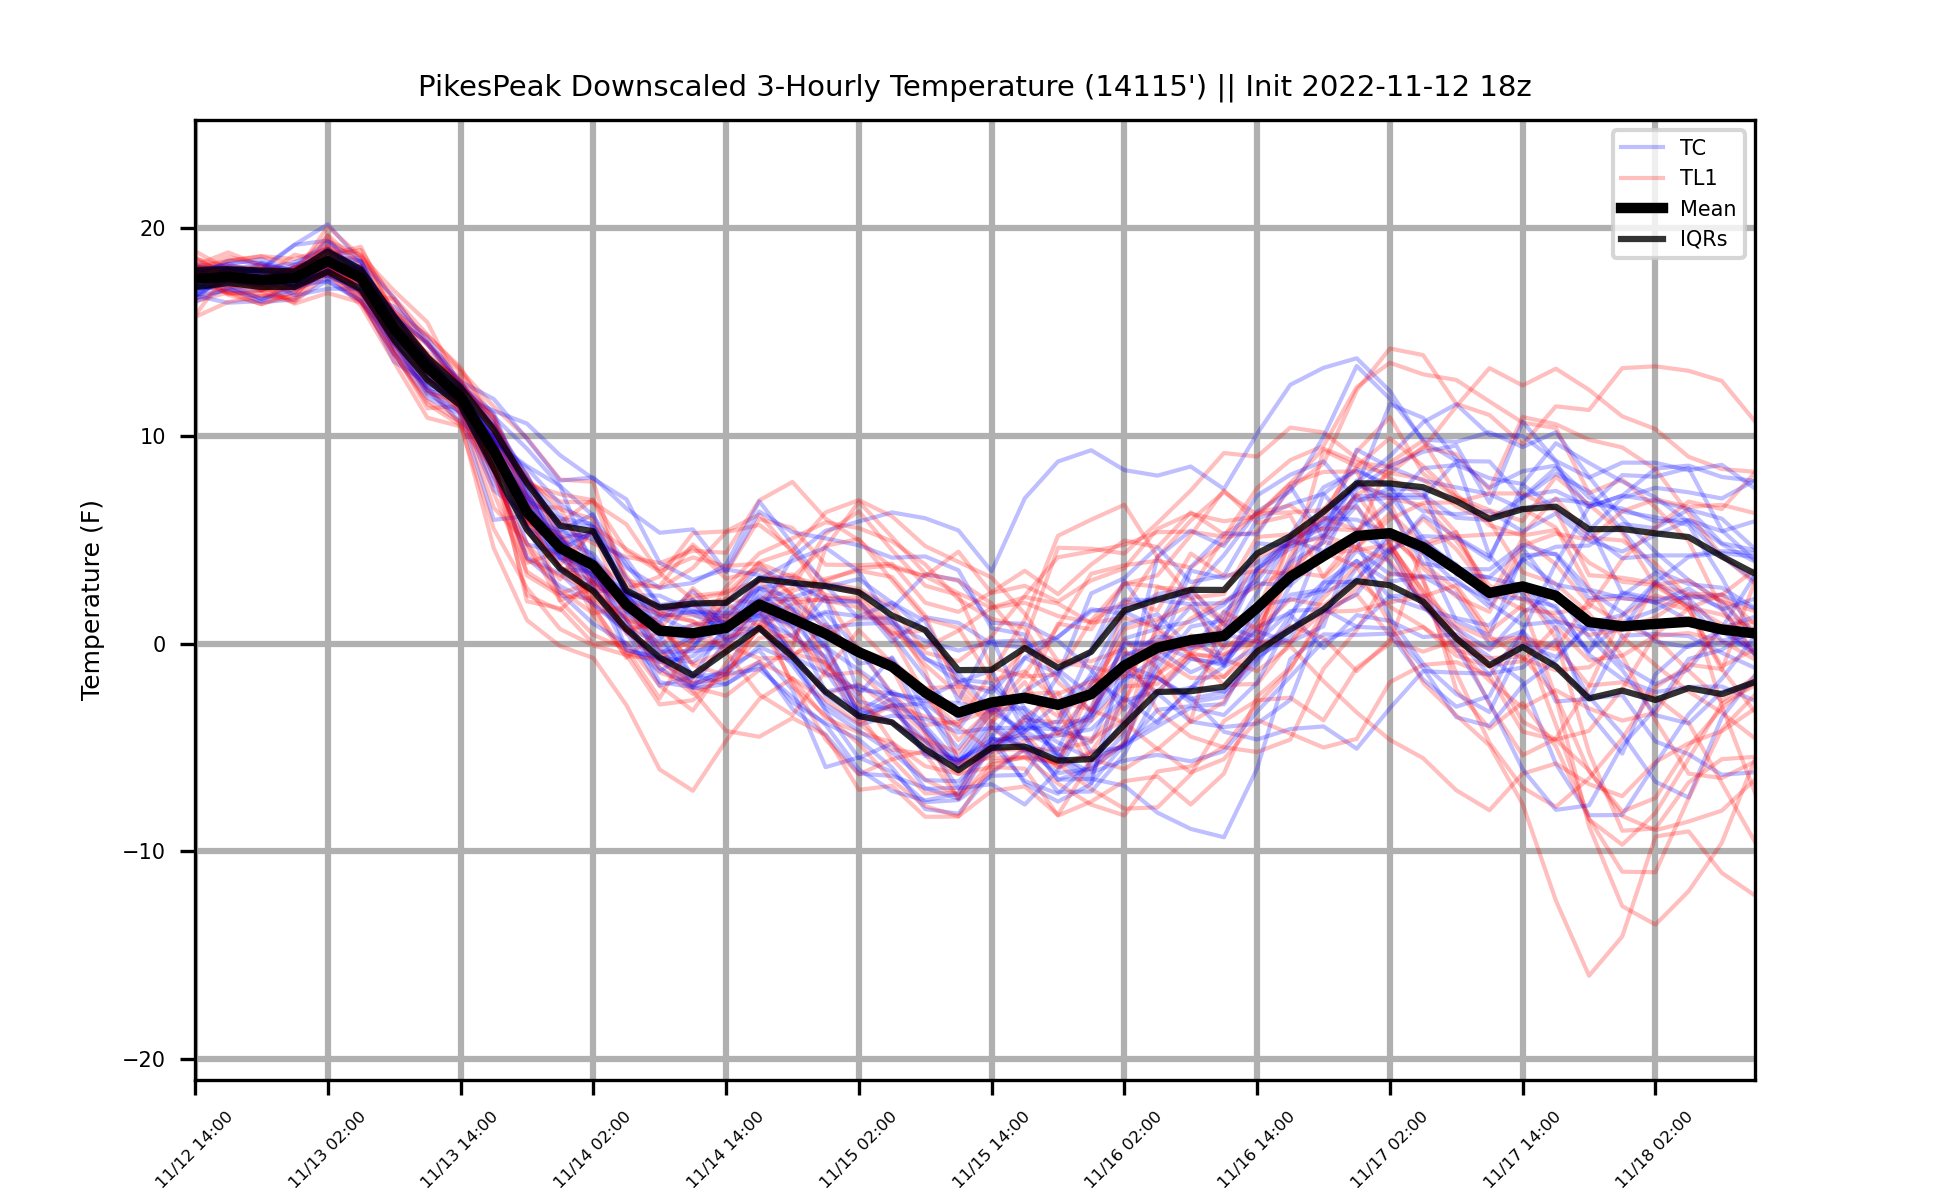 PikesPeak Downscaled 3-Hourly Temperature (14115') || Init 2022-11-12 18z
TC
TL1
Mean
IQRs
Temperature (F)
20
10
0
−10
−20
11/12 14:00
11/13 02:00
11/13 14:00
11/14 02:00
11/14 14:00
11/15 02:00
11/15 14:00
11/16 02:00
11/16 14:00
11/17 02:00
11/17 14:00
11/18 02:00